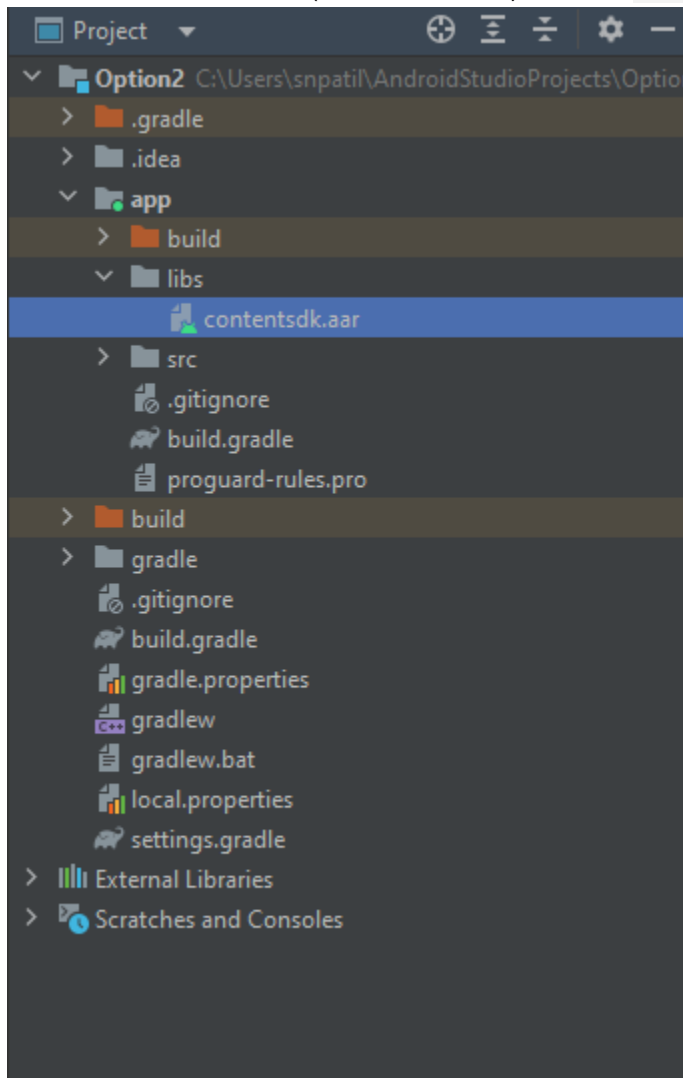 Project
Option2 C:\Users\snpatil\AndroidStudioProjects\Optio
.gradle
.idea
app
build
libs
contentsdk.aar
src
.gitignore
build.gradle
proguard-rules.pro
build
gradle
.gitignore
build.gradle
gradle.properties
C++ gradlew
gradlew.bat
local.properties
settings.gradle
External Libraries
Scratches and Consoles